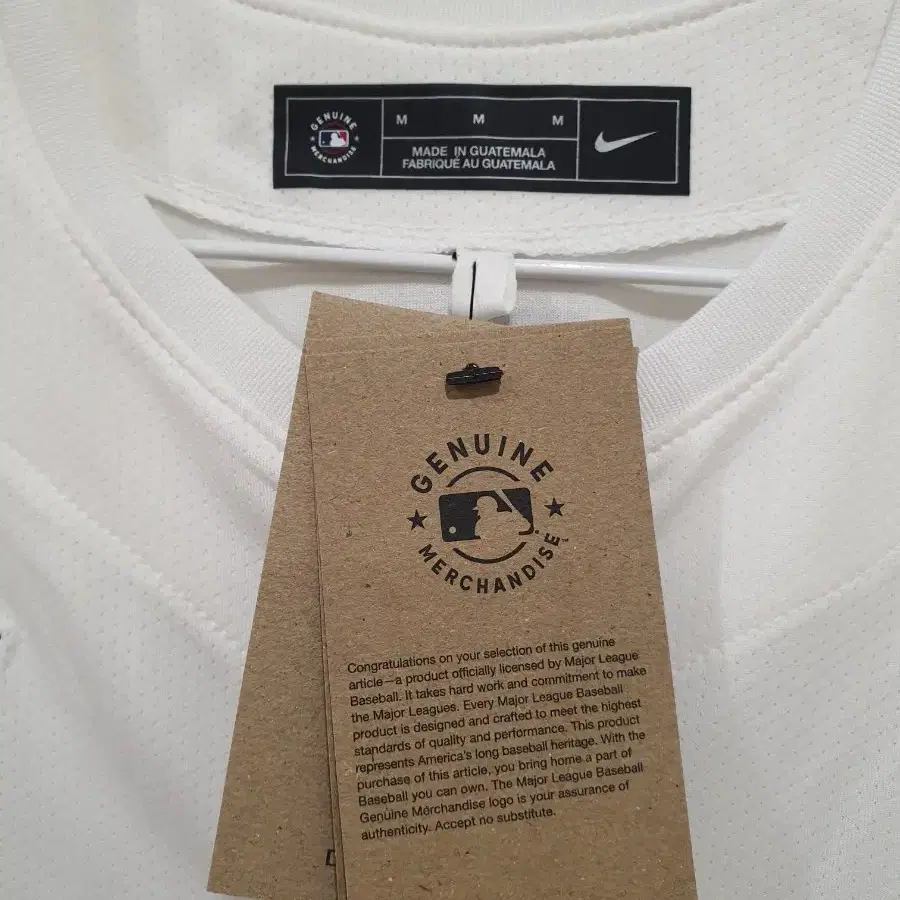 GENUINE
MERCHANDISE
M M M
MADE IN GUATEMALA
FABRIQUÉ AU GUATEMALA
GENUINE
MERCHANDISE
Congratulations on your selection of this genuine
article—a product officially licensed by Major League
Baseball. It takes hard work and commitment to make
the Major Leagues. Every Major League Baseball
product is designed and crafted to meet the highest
standards of quality and performance. This product
represents America's long baseball heritage. With the
purchase of this article, you bring home a part of
Baseball you can own. The Major League Baseball
Genuine Merchandise logo is your assurance of
authenticity. Accept no substitute.